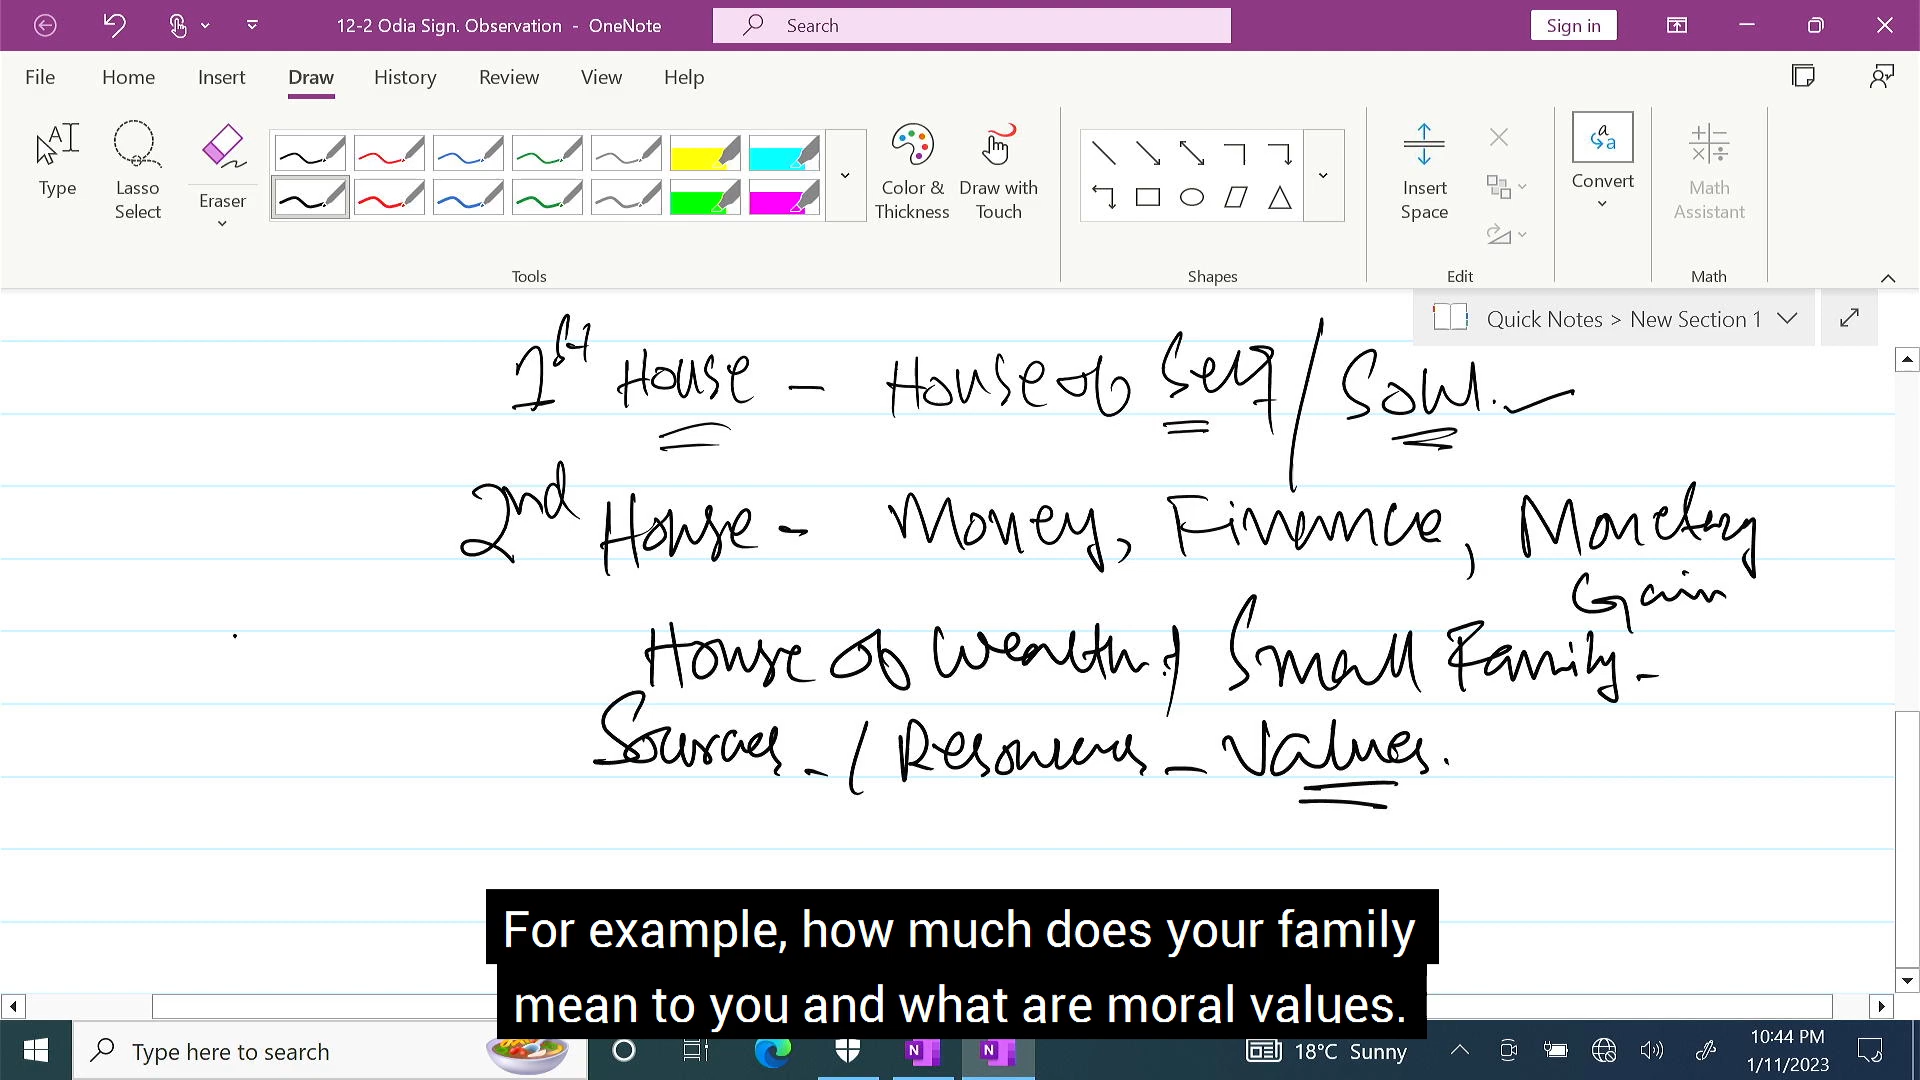 12-2 Odia Sign. Observation - OneNote
Search
Sign in
File Home Insert Draw History Review View Help
Type
Lasso Select
Eraser
Color & Thickness
Draw with Touch
Insert Space
Convert
Math Assistant
Tools
Shapes
Edit
Math
Quick Notes > New Section 1
1st House - House of Self / Soul.
2nd House - Money, Finance, Monetary
Gain
House of Wealth & Small Family -
Sources - / Resources - Values.
For example, how much does your family
mean to you and what are moral values.
Type here to search
18°C Sunny
10:44 PM
1/11/2023